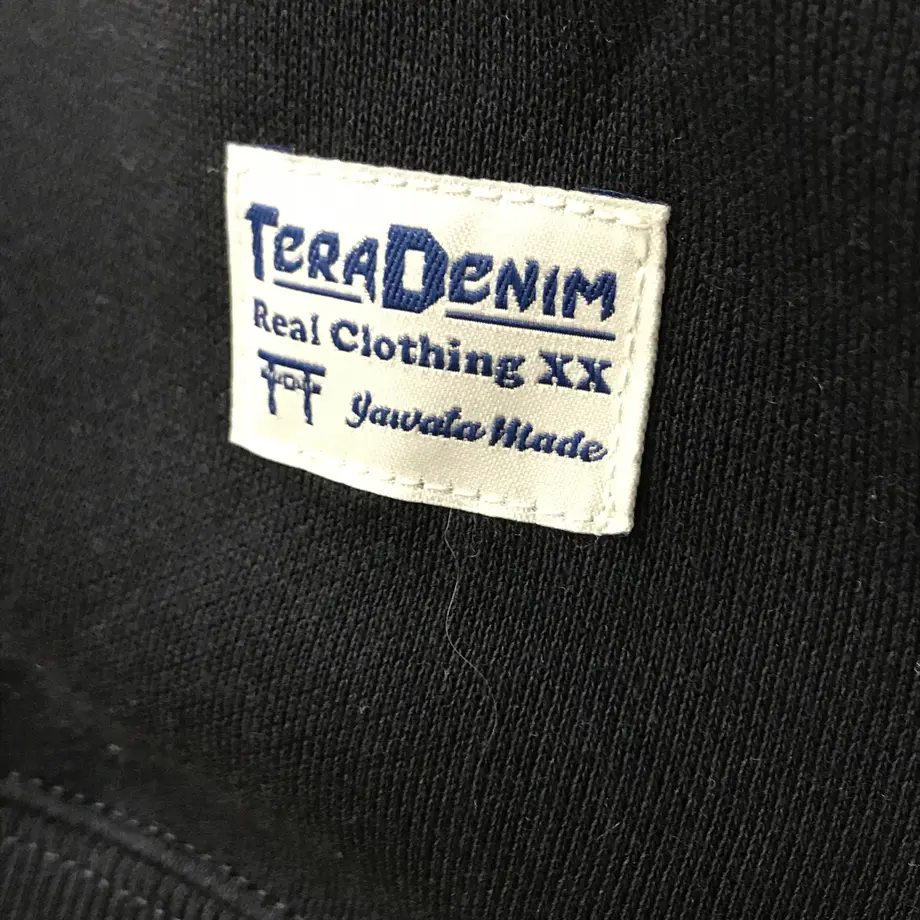 TERADENIM
Real Clothing XX
Yawata Made